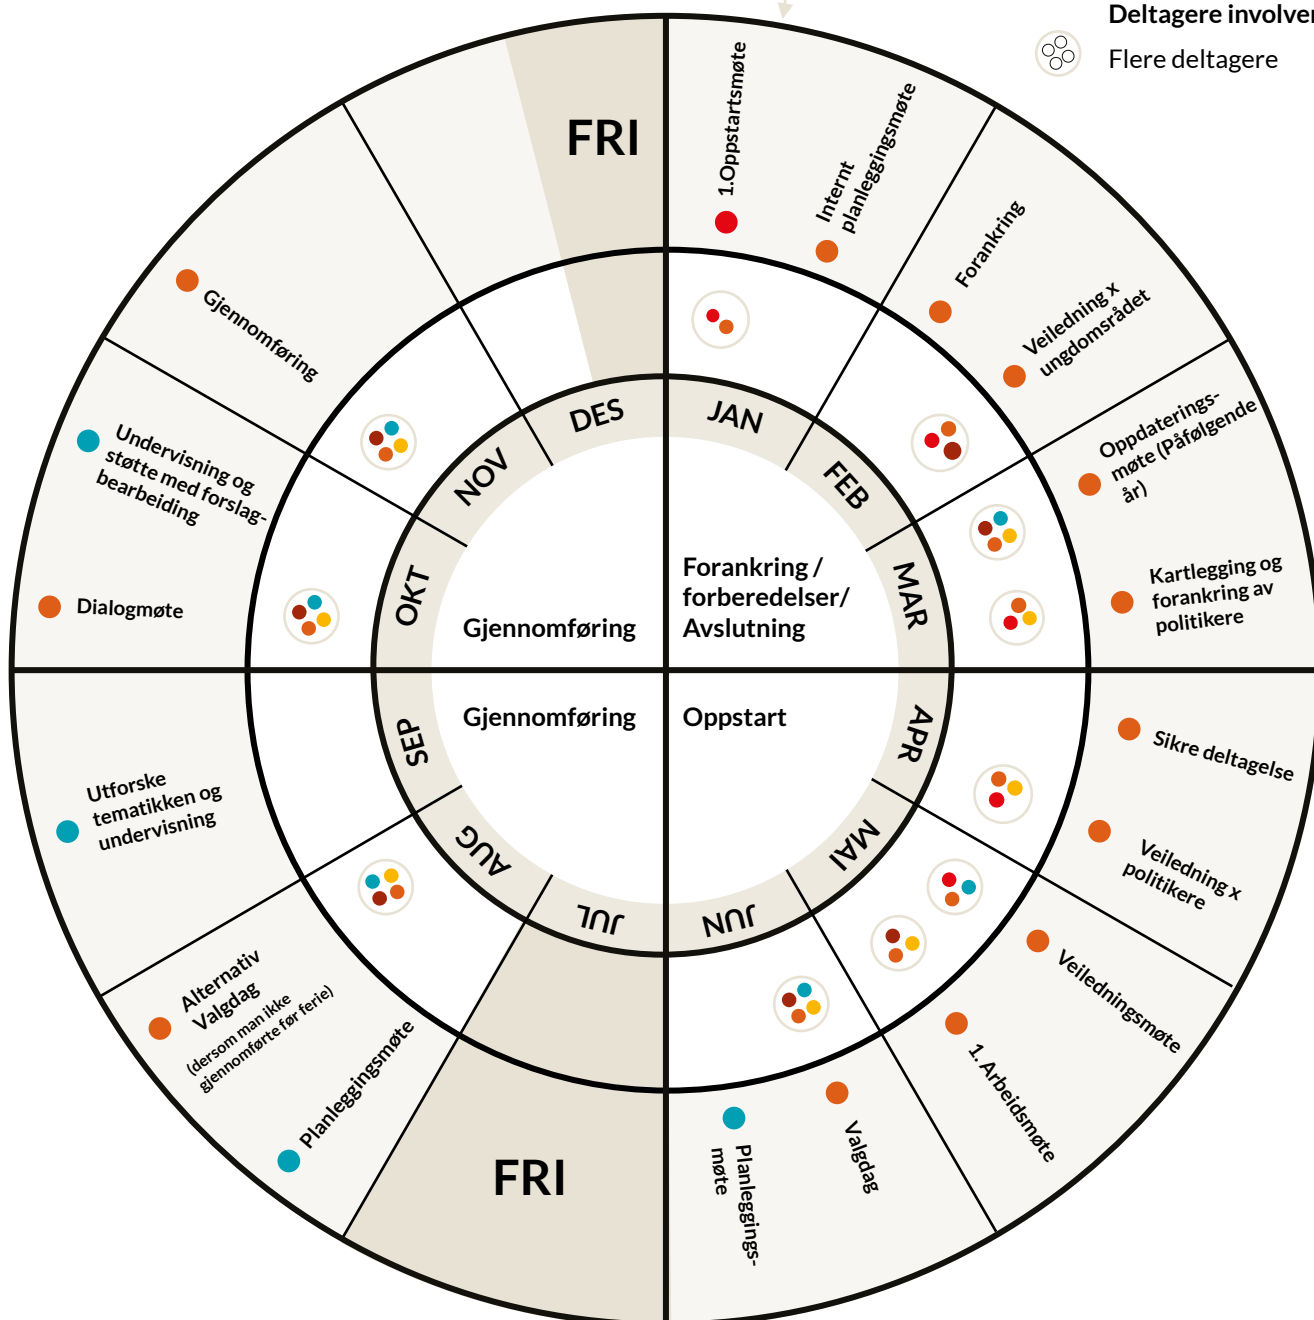 Deltagere involver
Flere deltagere
FRI
1.Oppstartsmøte
Internt
planleggingsmøte
Forankring
Veiledning x
ungdomsrådet
Oppdaterings-
møte (Påfølgende
år)
Kartlegging og
forankring av
politikere
Sikre deltagelse
Veiledning x
politikere
Veiledningsmøte
1. Arbeidsmøte
Valgdag
Planleggings-
møte
FRI
Planleggingsmøte
Alternativ
Valgdag
(dersom man ikke
gjennomførte før ferie)
Utforske
tematikken og
undervisning
Dialogmøte
Undervisning og
støtte med forslag-
bearbeiding
Gjennomføring
JAN
FEB
MAR
APR
MAI
JUN
JUL
AUG
SEP
OKT
NOV
DES
Forankring /
forberedelser/
Avslutning
Gjennomføring
Gjennomføring
Oppstart